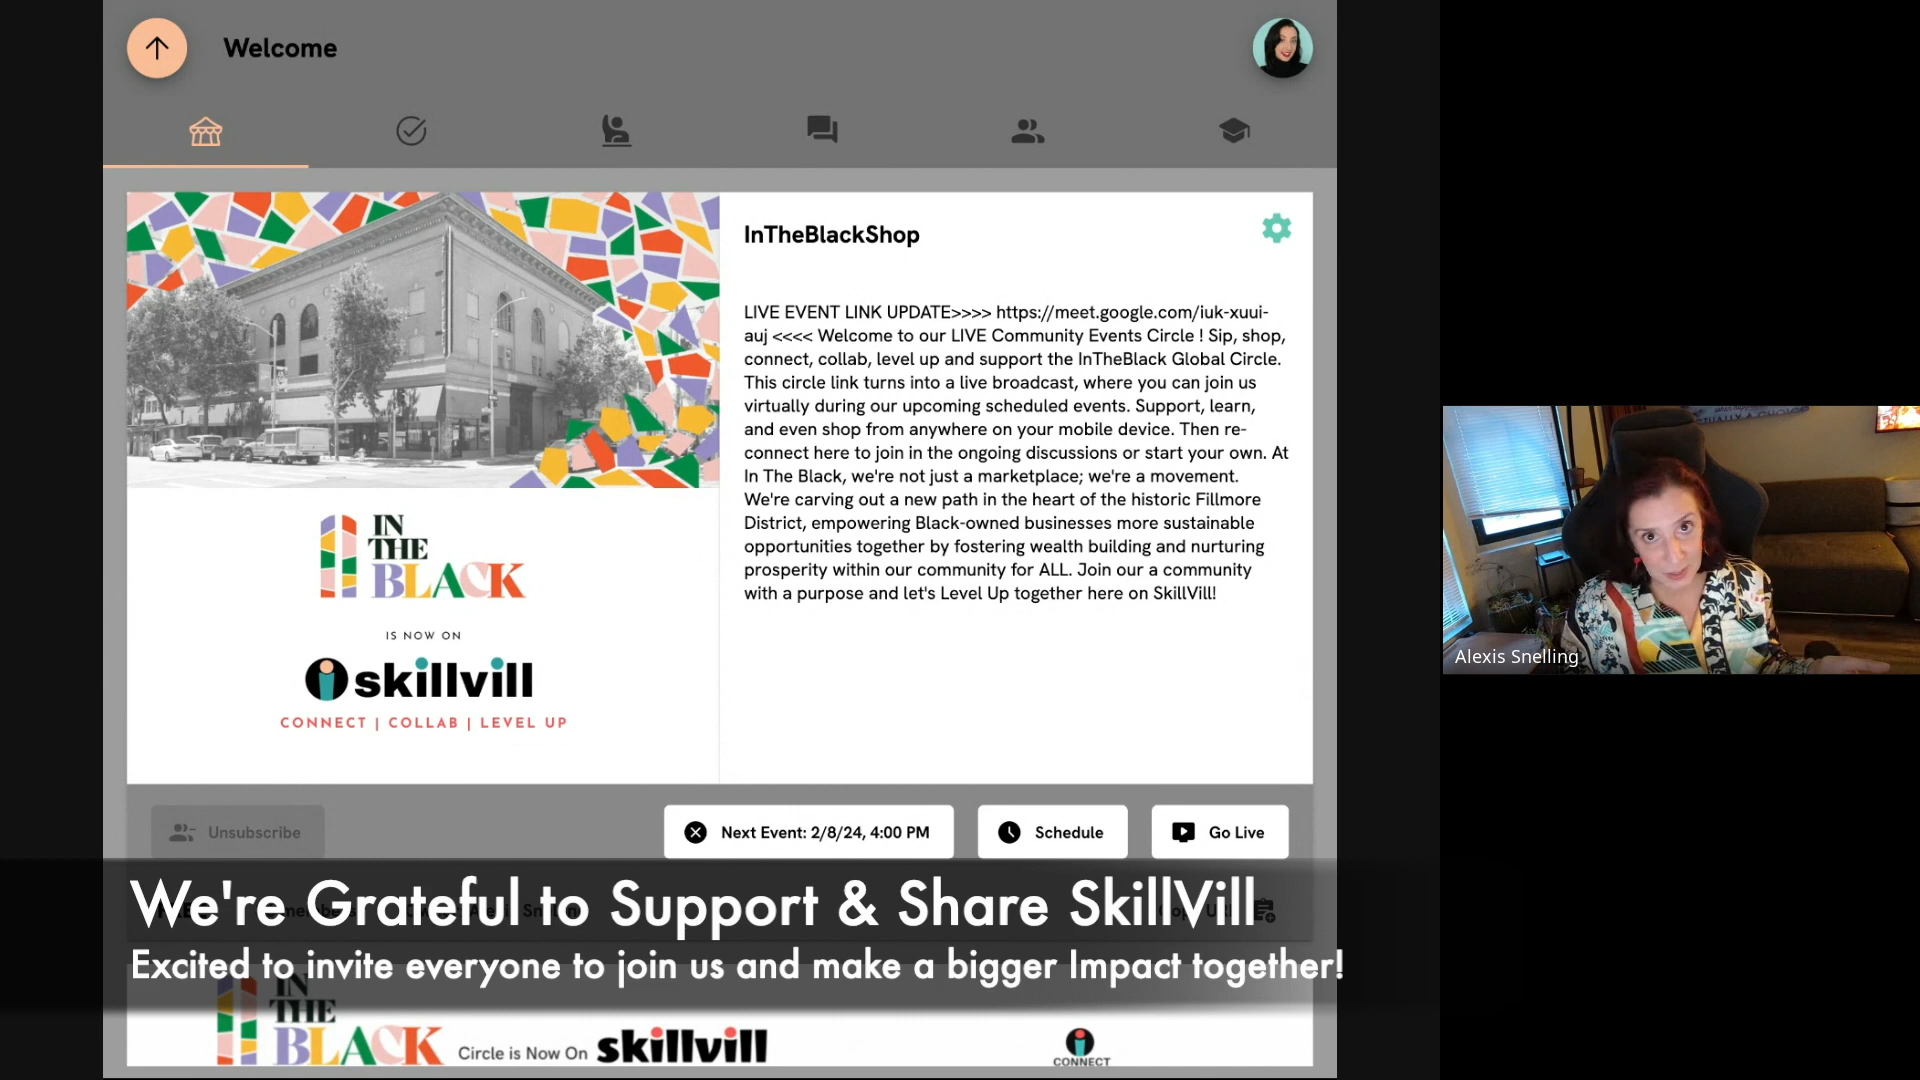 Welcome
InTheBlackShop
LIVE EVENT LINK UPDATE>>>> https://meet.google.com/iuk-xuui-
auj <<<< Welcome to our LIVE Community Events Circle ! Sip, shop,
connect, collab, level up and support the InTheBlack Global Circle.
This circle link turns into a live broadcast, where you can join us
virtually during our upcoming scheduled events. Support, learn,
and even shop from anywhere on your mobile device. Then re-
connect here to join in the ongoing discussions or start your own. At
In The Black, we're not just a marketplace; we're a movement.
We're carving out a new path in the heart of the historic Fillmore
District, empowering Black-owned businesses more sustainable
opportunities together by fostering wealth building and nurturing
prosperity within our community for ALL. Join our a community
with a purpose and let's Level Up together here on SkillVill!
IN
THE
BLACK
IS NOW ON
skillvill
CONNECT | COLLAB | LEVEL UP
Unsubscribe
Next Event: 2/8/24, 4:00 PM
Schedule
Go Live
We're Grateful to Support & Share SkillVill
Excited to invite everyone to join us and make a bigger Impact together!
IN
THE
BLACK
Circle is Now On skillvill
CONNECT
Alexis Snelling